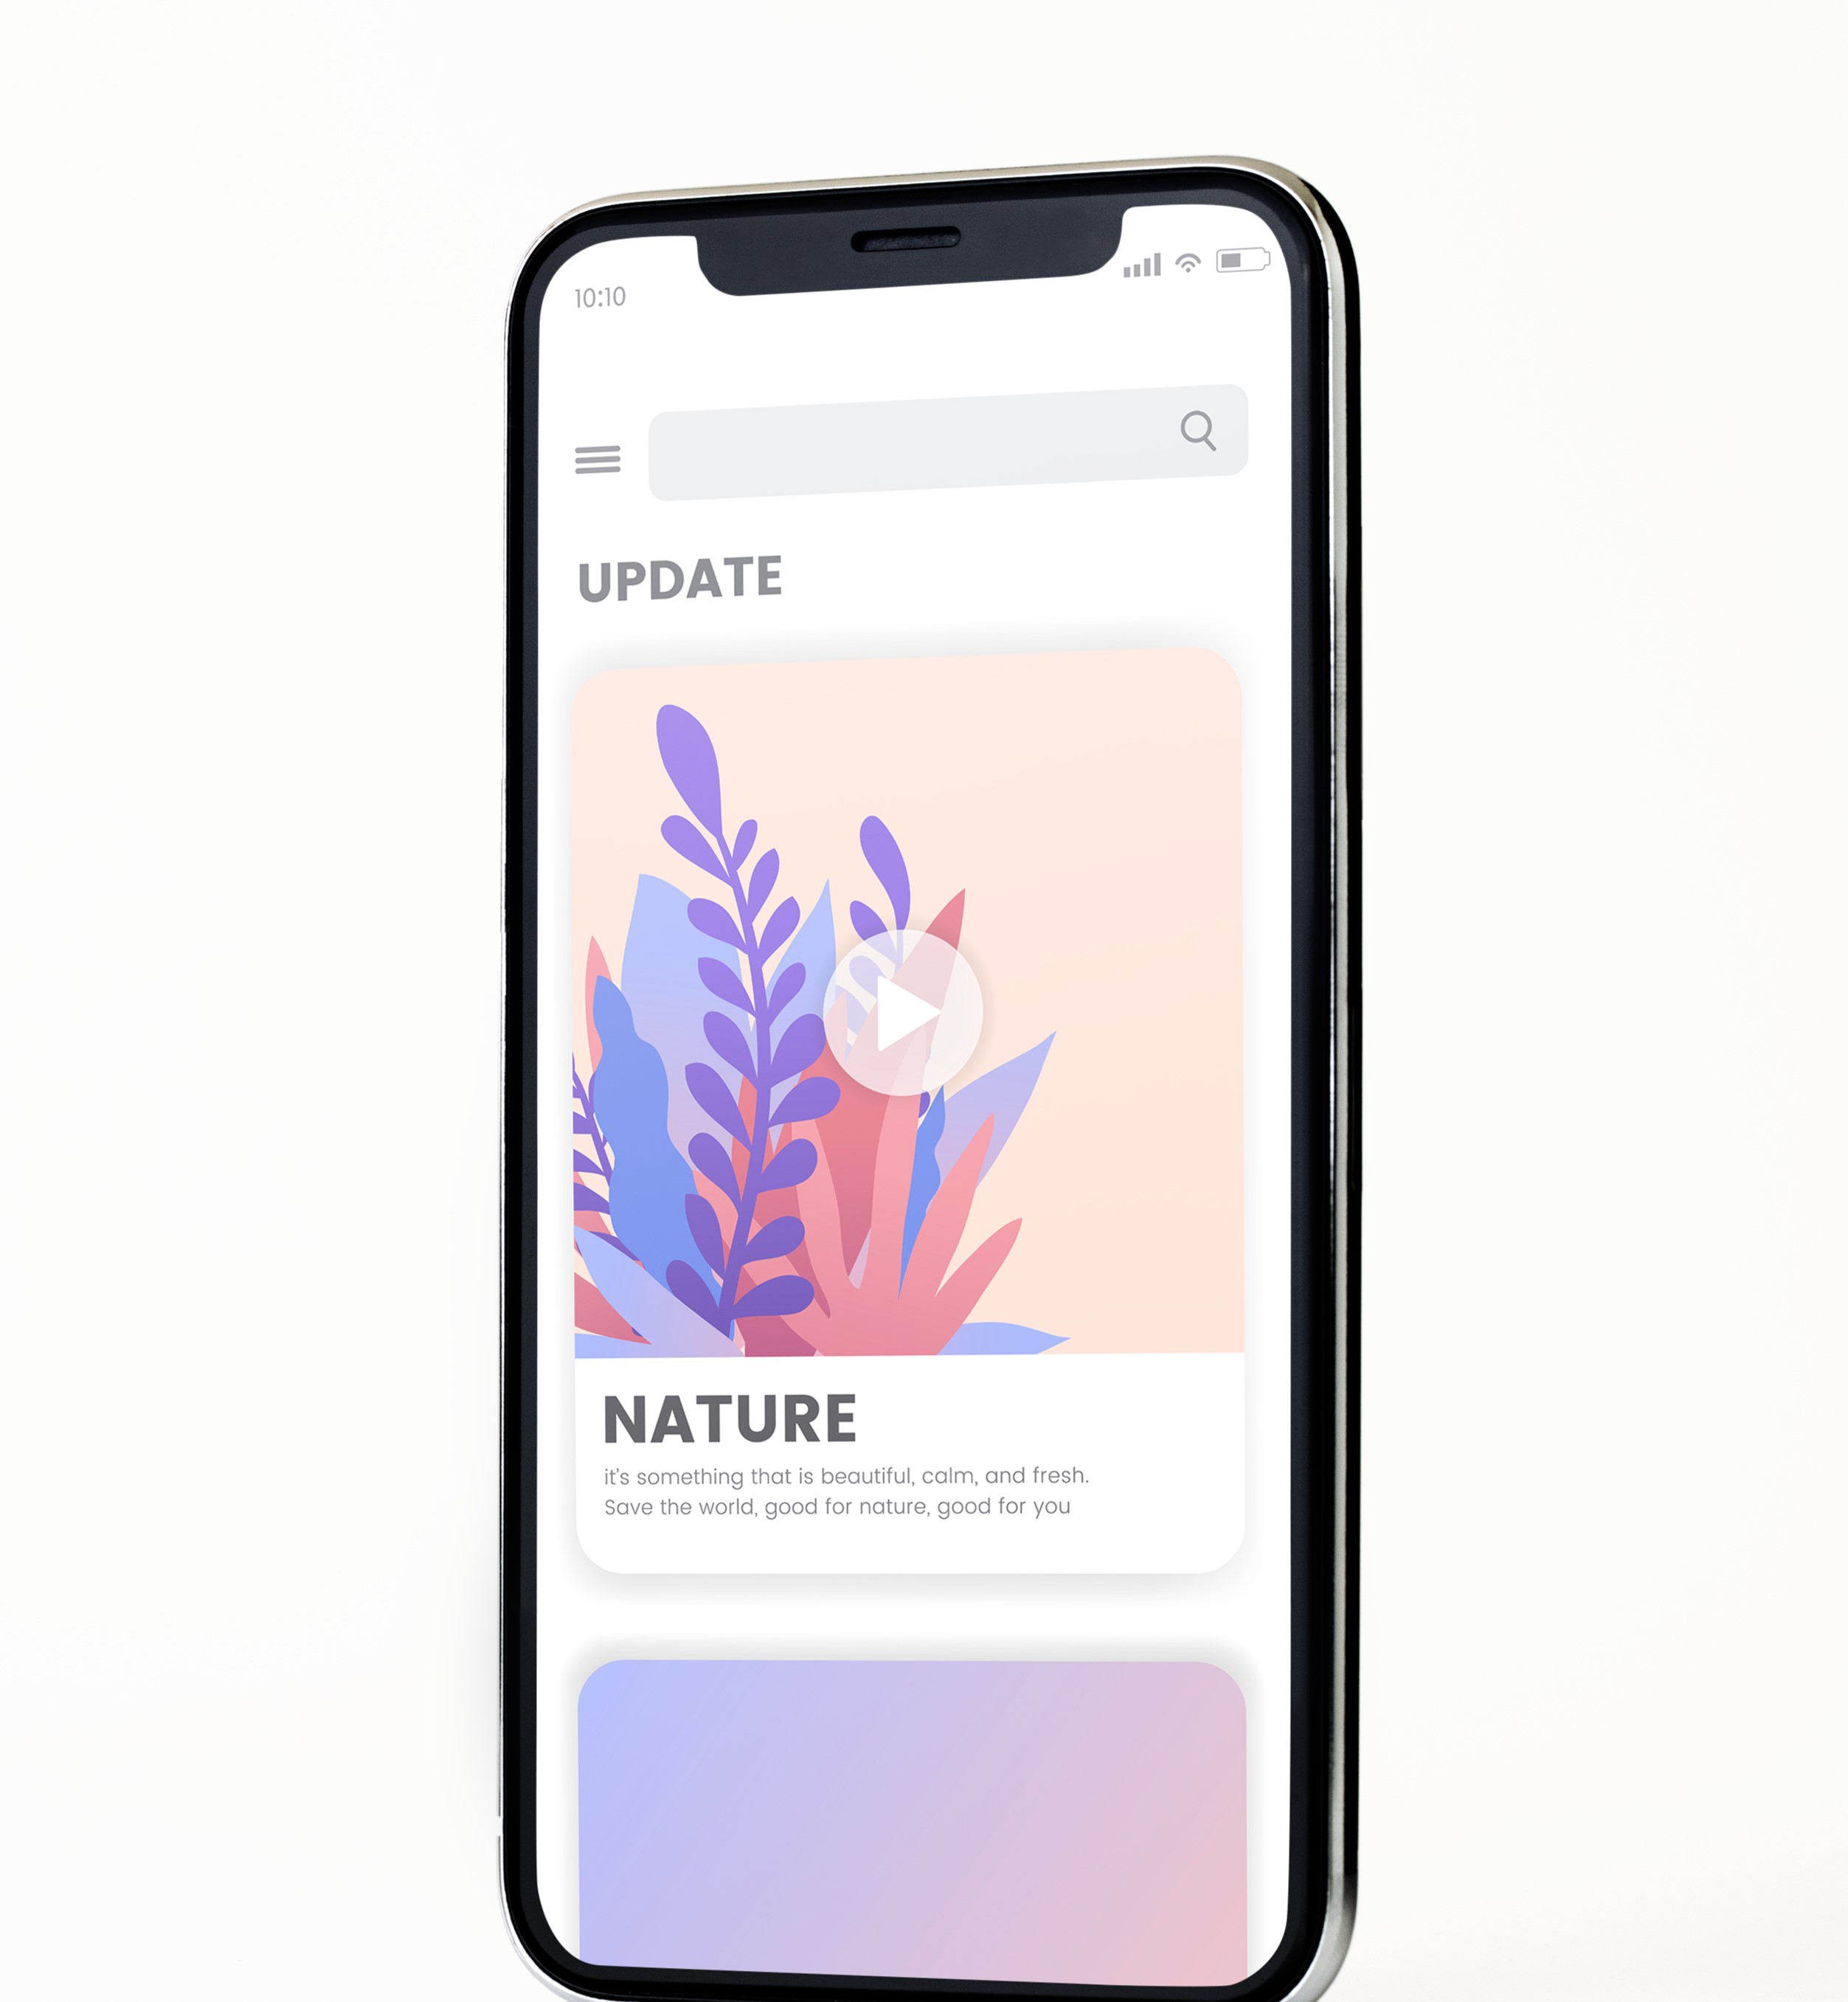 10:10
UPDATE
NATURE
it's something that is beautiful, calm, and fresh.
Save the world, good for nature, good for you